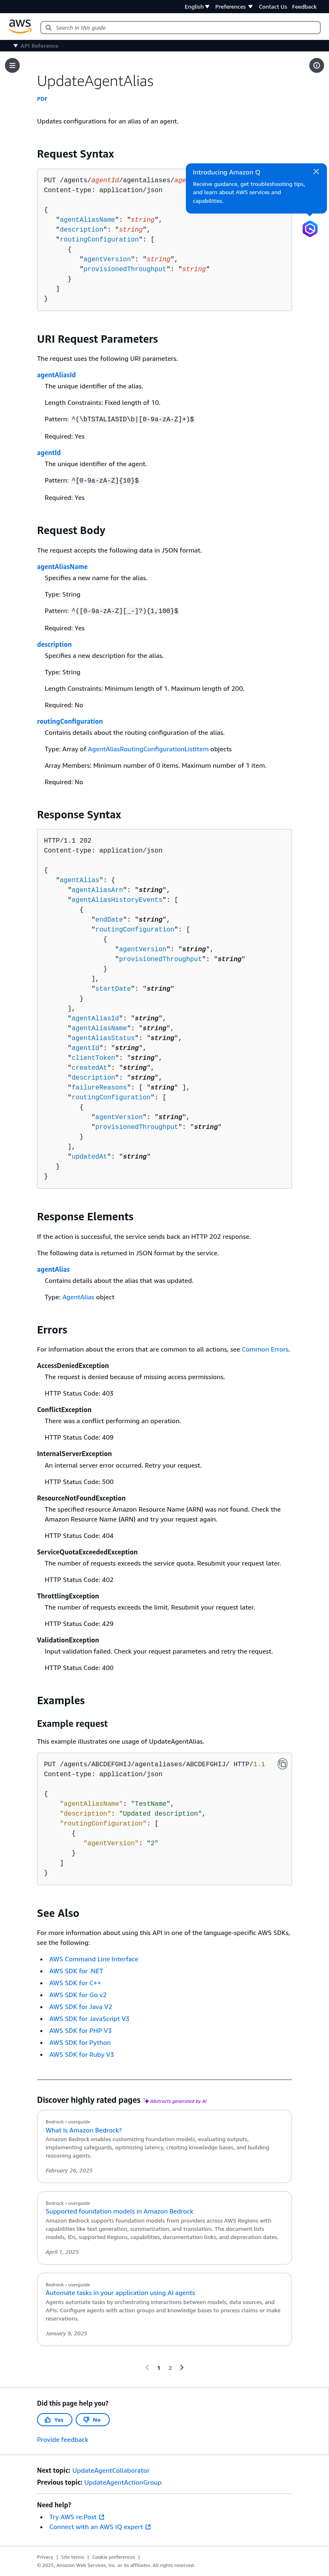 English
Preferences
Contact Us
Feedback
aws
Search in this guide
API Reference
UpdateAgentAlias
PDF
Updates configurations for an alias of an agent.
Request Syntax
Introducing Amazon Q
Receive guidance, get troubleshooting tips,
and learn about AWS services and
capabilities.
PUT /agents/agentId/agentaliases/age
Content-type: application/json
{
"agentAliasName": "string",
"description": "string",
"routingConfiguration": [
{
"agentVersion": "string",
"provisionedThroughput": "string"
}
]
}
URI Request Parameters
The request uses the following URI parameters.
agentAliasId
The unique identifier of the alias.
Length Constraints: Fixed length of 10.
Pattern: ^(\bTSTALIASID\b|[0-9a-zA-Z]+)$
Required: Yes
agentId
The unique identifier of the agent.
Pattern: ^[0-9a-zA-Z]{10}$
Required: Yes
Request Body
The request accepts the following data in JSON format.
agentAliasName
Specifies a new name for the alias.
Type: String
Pattern: ^([0-9a-zA-Z][_-]?){1,100}$
Required: Yes
description
Specifies a new description for the alias.
Type: String
Length Constraints: Minimum length of 1. Maximum length of 200.
Required: No
routingConfiguration
Contains details about the routing configuration of the alias.
Type: Array of AgentAliasRoutingConfigurationListItem objects
Array Members: Minimum number of 0 items. Maximum number of 1 item.
Required: No
Response Syntax
HTTP/1.1 202
Content-type: application/json
{
"agentAlias": {
"agentAliasArn": "string",
"agentAliasHistoryEvents": [
{
"endDate": "string",
"routingConfiguration": [
{
"agentVersion": "string",
"provisionedThroughput": "string"
}
],
"startDate": "string"
}
],
"agentAliasId": "string",
"agentAliasName": "string",
"agentAliasStatus": "string",
"agentId": "string",
"clientToken": "string",
"createdAt": "string",
"description": "string",
"failureReasons": [ "string" ],
"routingConfiguration": [
{
"agentVersion": "string",
"provisionedThroughput": "string"
}
],
"updatedAt": "string"
}
}
Response Elements
If the action is successful, the service sends back an HTTP 202 response.
The following data is returned in JSON format by the service.
agentAlias
Contains details about the alias that was updated.
Type: AgentAlias object
Errors
For information about the errors that are common to all actions, see Common Errors.
AccessDeniedException
The request is denied because of missing access permissions.
HTTP Status Code: 403
ConflictException
There was a conflict performing an operation.
HTTP Status Code: 409
InternalServerException
An internal server error occurred. Retry your request.
HTTP Status Code: 500
ResourceNotFoundException
The specified resource Amazon Resource Name (ARN) was not found. Check the
Amazon Resource Name (ARN) and try your request again.
HTTP Status Code: 404
ServiceQuotaExceededException
The number of requests exceeds the service quota. Resubmit your request later.
HTTP Status Code: 402
ThrottlingException
The number of requests exceeds the limit. Resubmit your request later.
HTTP Status Code: 429
ValidationException
Input validation failed. Check your request parameters and retry the request.
HTTP Status Code: 400
Examples
Example request
This example illustrates one usage of UpdateAgentAlias.
PUT /agents/ABCDEFGHIJ/agentaliases/ABCDEFGHIJ/ HTTP/1.1
Content-type: application/json
{
"agentAliasName": "TestName",
"description": "Updated description",
"routingConfiguration": [
{
"agentVersion": "2"
}
]
}
See Also
For more information about using this API in one of the language-specific AWS SDKs,
see the following:
• AWS Command Line Interface
• AWS SDK for .NET
• AWS SDK for C++
• AWS SDK for Go v2
• AWS SDK for Java V2
• AWS SDK for JavaScript V3
• AWS SDK for PHP V3
• AWS SDK for Python
• AWS SDK for Ruby V3
Discover highly rated pages Abstracts generated by AI
Bedrock › userguide
What is Amazon Bedrock?
Amazon Bedrock enables customizing foundation models, evaluating outputs,
implementing safeguards, optimizing latency, creating knowledge bases, and building
reasoning agents.
February 26, 2025
Bedrock › userguide
Supported foundation models in Amazon Bedrock
Amazon Bedrock supports foundation models from providers across AWS Regions with
capabilities like text generation, summarization, and translation. The document lists
models, IDs, supported Regions, capabilities, documentation links, and deprecation dates.
April 1, 2025
Bedrock › userguide
Automate tasks in your application using AI agents
Agents automate tasks by orchestrating interactions between models, data sources, and
APIs. Configure agents with action groups and knowledge bases to process claims or make
reservations.
January 9, 2025
1 2
Did this page help you?
Yes
No
Provide feedback
Next topic: UpdateAgentCollaborator
Previous topic: UpdateAgentActionGroup
Need help?
• Try AWS re:Post
• Connect with an AWS IQ expert
Privacy | Site terms | Cookie preferences |
© 2025, Amazon Web Services, Inc. or its affiliates. All rights reserved.